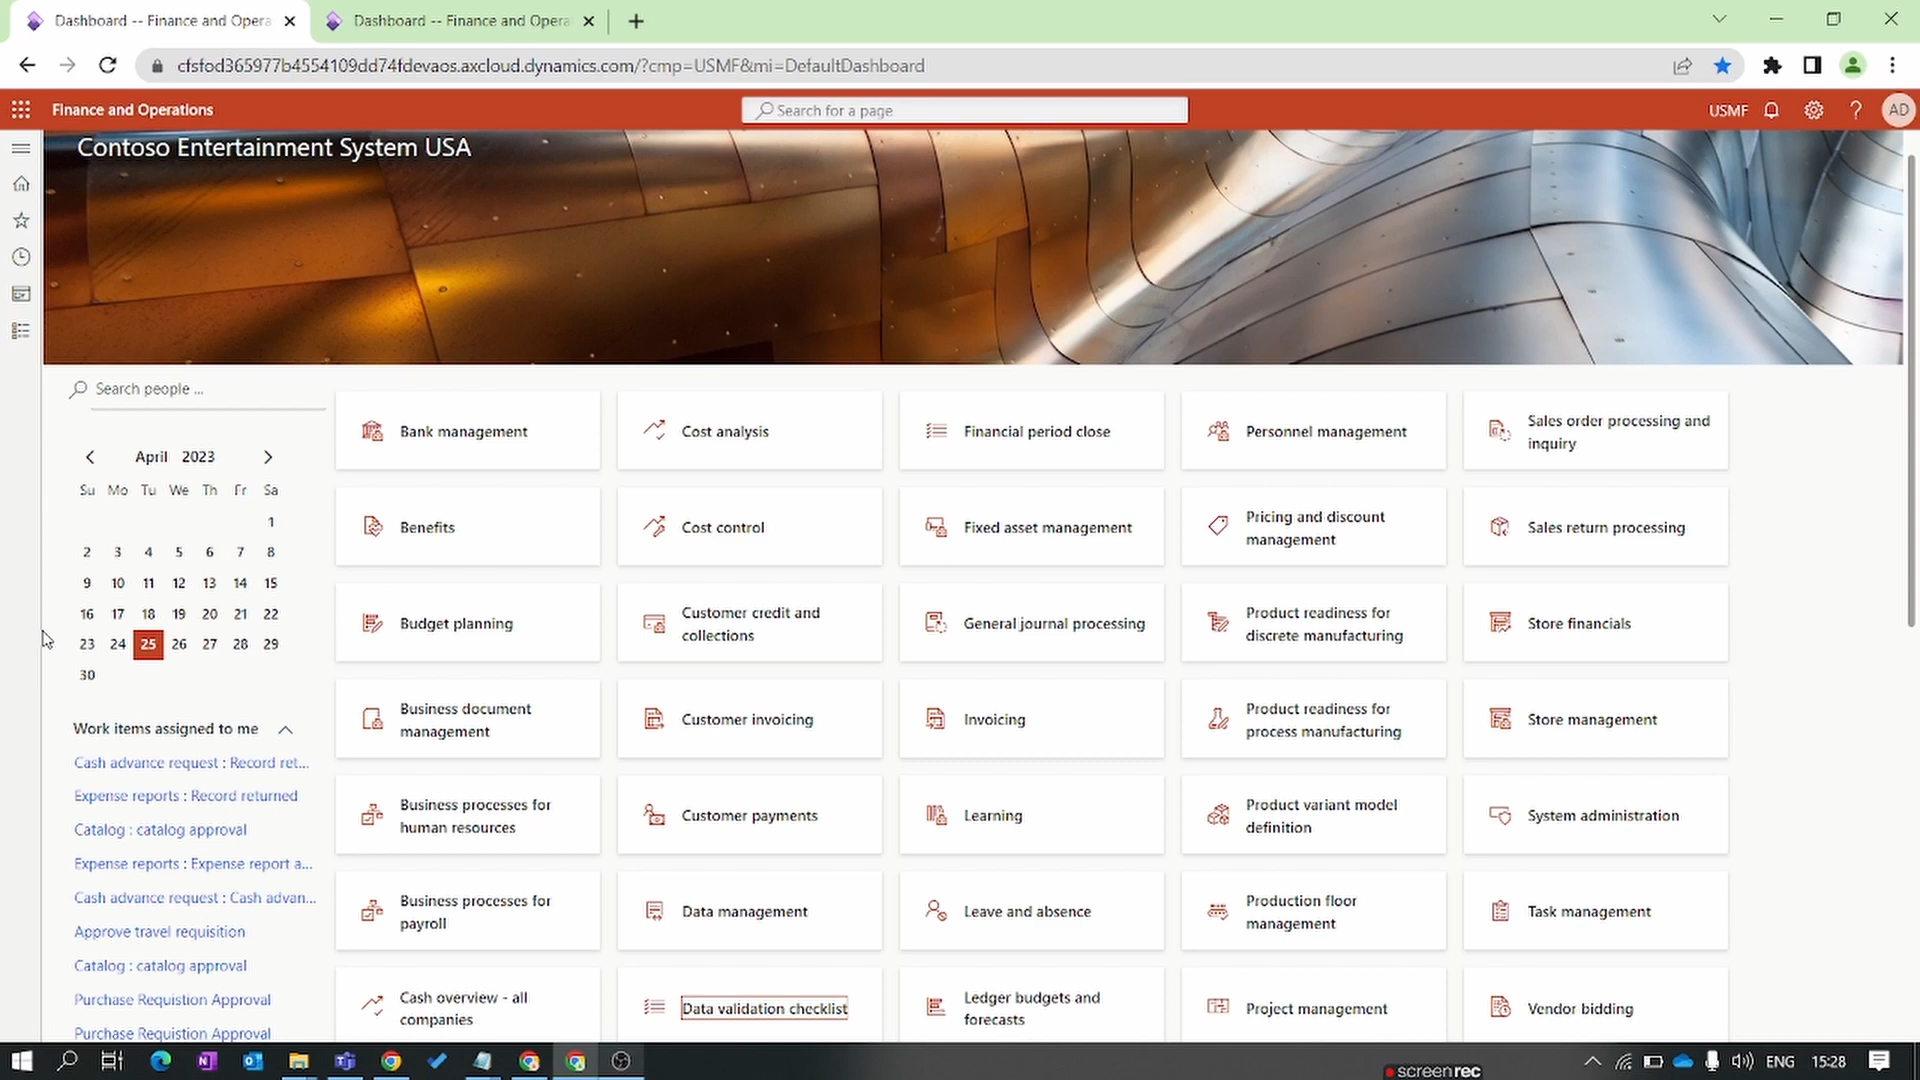 Dashboard -- Finance and Opera
Dashboard -- Finance and Opera
cfsfod365977b4554109dd74fdevaos.axcloud.dynamics.com/?cmp=USMF&mi=DefaultDashboard
Finance and Operations
Search for a page
USMF
AD
Contoso Entertainment System USA
Search people ...
April 2023
Su Mo Tu We Th Fr Sa
1
2 3 4 5 6 7 8
9 10 11 12 13 14 15
16 17 18 19 20 21 22
23 24 25 26 27 28 29
30
Work items assigned to me
Cash advance request : Record ret...
Expense reports : Record returned
Catalog : catalog approval
Expense reports : Expense report a...
Cash advance request : Cash advan...
Approve travel requisition
Catalog : catalog approval
Purchase Requistion Approval
Purchase Requistion Approval
Bank management
Cost analysis
Financial period close
Personnel management
Sales order processing and
inquiry
Benefits
Cost control
Fixed asset management
Pricing and discount
management
Sales return processing
Budget planning
Customer credit and
collections
General journal processing
Product readiness for
discrete manufacturing
Store financials
Business document
management
Customer invoicing
Invoicing
Product readiness for
process manufacturing
Store management
Business processes for
human resources
Customer payments
Learning
Product variant model
definition
System administration
Business processes for
payroll
Data management
Leave and absence
Production floor
management
Task management
Cash overview - all
companies
Data validation checklist
Ledger budgets and
forecasts
Project management
Vendor bidding
ENG
15:28
screenrec